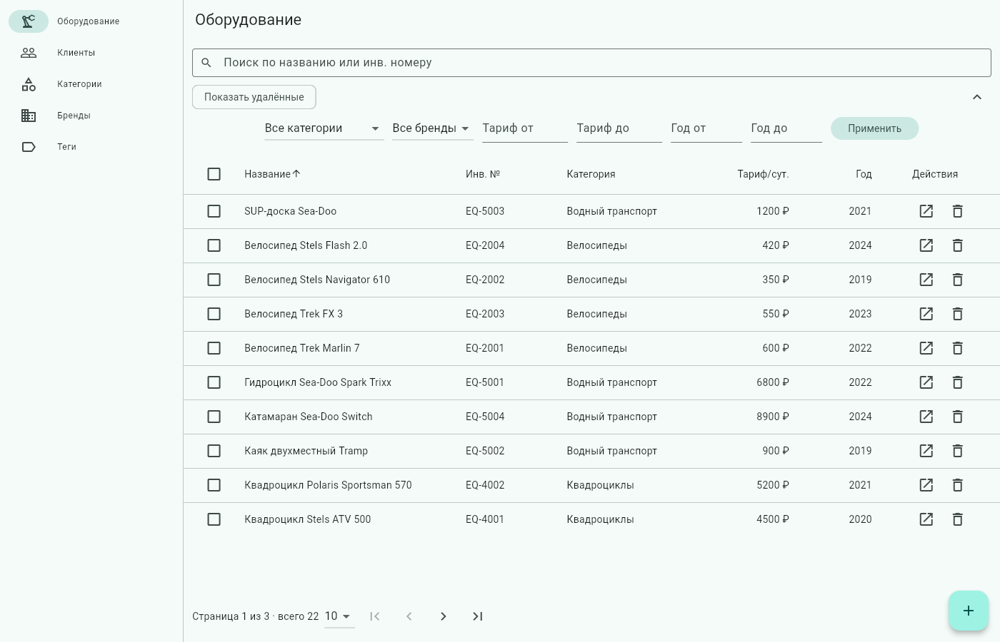 Оборудование
Клиенты
Категории
Бренды
Теги
Оборудование
Поиск по названию или инв. номеру
Показать удалённые
Все категории Все бренды Тариф от Тариф до Год от Год до Применить
Название Инв. № Категория Тариф/сут. Год Действия
SUP-доска Sea-Doo EQ-5003 Водный транспорт 1200 ₽ 2021
Велосипед Stels Flash 2.0 EQ-2004 Велосипеды 420 ₽ 2024
Велосипед Stels Navigator 610 EQ-2002 Велосипеды 350 ₽ 2019
Велосипед Trek FX 3 EQ-2003 Велосипеды 550 ₽ 2023
Велосипед Trek Marlin 7 EQ-2001 Велосипеды 600 ₽ 2022
Гидроцикл Sea-Doo Spark Trixx EQ-5001 Водный транспорт 6800 ₽ 2022
Катамаран Sea-Doo Switch EQ-5004 Водный транспорт 8900 ₽ 2024
Каяк двухместный Tramp EQ-5002 Водный транспорт 900 ₽ 2019
Квадроцикл Polaris Sportsman 570 EQ-4002 Квадроциклы 5200 ₽ 2021
Квадроцикл Stels ATV 500 EQ-4001 Квадроциклы 4500 ₽ 2020
Страница 1 из 3 · всего 22 10